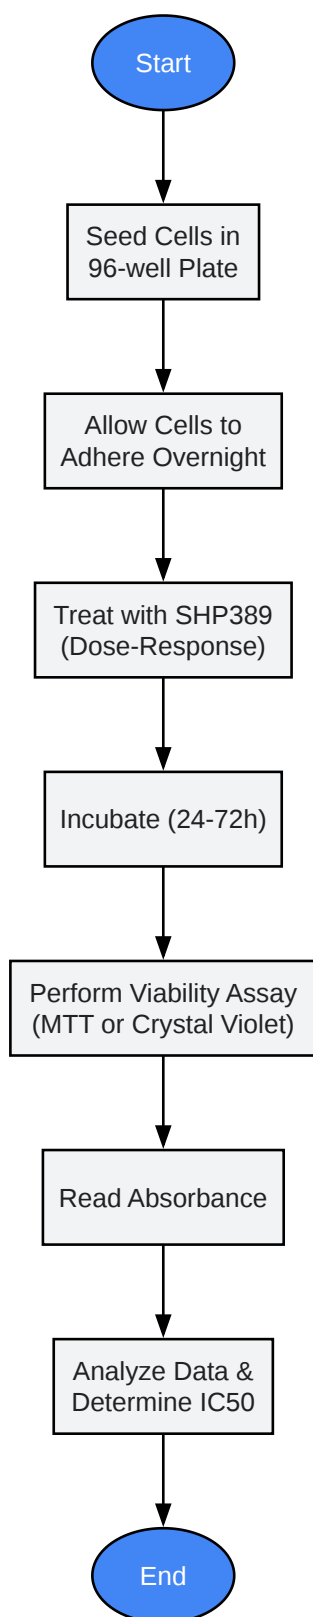 Start
Seed Cells in
96-well Plate
Allow Cells to
Adhere Overnight
Treat with SHP389
(Dose-Response)
Incubate (24-72h)
Perform Viability Assay
(MTT or Crystal Violet)
Read Absorbance
Analyze Data &
Determine IC50
End